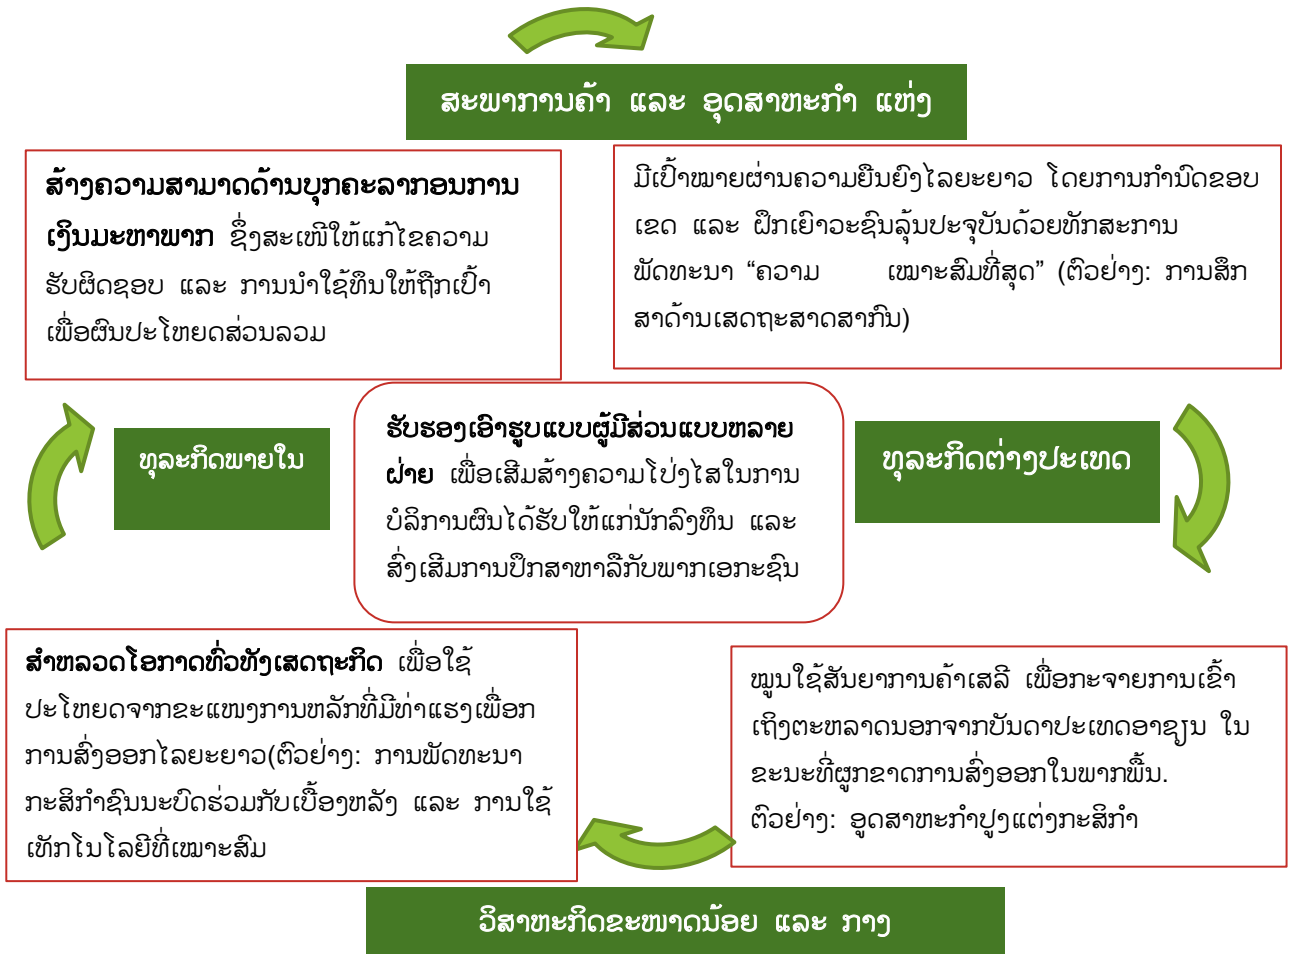 ສະພາການຄ້າ ແລະ ອຸດສາຫະກຳ ແຫ່ງ
ສ້າງຄວາມສາມາດດ້ານບຸກຄະລາກອນການ
ເງິນມະຫາພາກ ຊຶ່ງສະເໜີໃຫ້ແກ້ໄຂຄວາມ
ຮັບຜິດຊອບ ແລະ ການນຳໃຊ້ທຶນໃຫ້ຖືກເປົ້າ
ເພື່ອຜົນປະໂຫຍດສ່ວນລວມ
ມີເປົ້າໝາຍຜ່ານຄວາມຍືນຍົງໄລຍະຍາວ ໂດຍການກຳນົດຂອບ
ເຂດ ແລະ ຝຶກເຍົາວະຊົນລຸ້ນປະຈຸບັນດ້ວຍທັກສະການ
ພັດທະນາ “ຄວາມ ເໝາະສົມທີ່ສຸດ” (ຕົວຢ່າງ: ການສຶກ
ສາດ້ານເສດຖະສາດສາກົນ)
ທຸລະກິດພາຍໃນ
ຮັບຮອງເອົາຮູບແບບຜູ້ມີສ່ວນແບບຫລາຍ
ຝ່າຍ ເພື່ອເສີມສ້າງຄວາມໂປ່ງໄສໃນການ
ບໍລິການຜົນໄດ້ຮັບໃຫ້ແກ່ນັກລົງທຶນ ແລະ
ສົ່ງເສີມການປຶກສາຫາລືກັບພາກເອກະຊົນ
ທຸລະກິດຕ່າງປະເທດ
ສຳຫລວດໂອກາດທົ່ວທັງເສດຖະກິດ ເພື່ອໃຊ້
ປະໂຫຍດຈາກຂະແໜງການຫລັກທີ່ມີທ່າແຮງເພື່ອກ
ການສົ່ງອອກໄລຍະຍາວ(ຕົວຢ່າງ: ການພັດທະນາ
ກະສິກຳຊົນນະບົດຮ່ວມກັບເບື້ອງຫລັງ ແລະ ການໃຊ້
ເທັກໂນໂລຍີທີ່ເໝາະສົມ
ໝູນໃຊ້ສັນຍາການຄ້າເສລີ ເພື່ອກະຈາຍການເຂົ້າ
ເຖິງຕະຫລາດນອກຈາກບັນດາປະເທດອາຊຽນ ໃນ
ຂະນະທີ່ຜູກຂາດການສົ່ງອອກໃນພາກພື້ນ.
ຕົວຢ່າງ: ອູດສາຫະກຳປູງແຕ່ງກະສິກຳ
ວິສາຫະກິດຂະໜາດນ້ອຍ ແລະ ກາງ